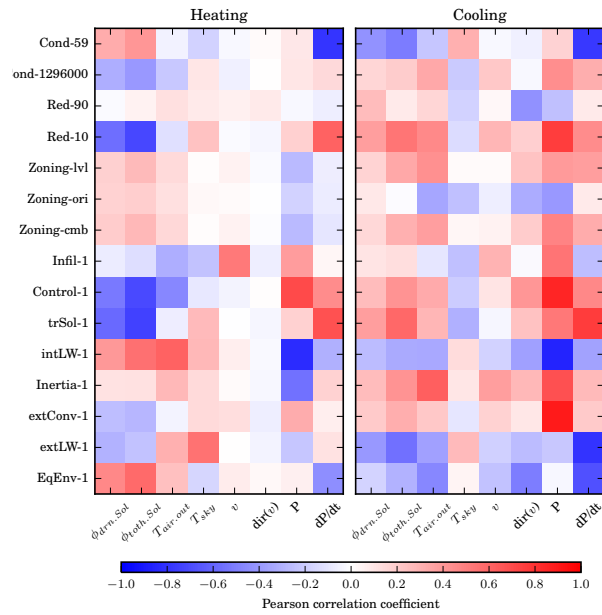 Heating Cooling
Cond-59
ond-1296000
Red-90
Red-10
Zoning-lvl
Zoning-ori
Zoning-cmb
Infil-1
Control-1
trSol-1
intLW-1
Inertia-1
extConv-1
extLW-1
EqEnv-1
ϕdrn.Sol ϕtoth.Sol Tair.out Tsky v dir(v) P dP/dt ϕdrn.Sol ϕtoth.Sol Tair.out Tsky v dir(v) P dP/dt
−1.0 −0.8 −0.6 −0.4 −0.2 0.0 0.2 0.4 0.6 0.8 1.0
Pearson correlation coefficient